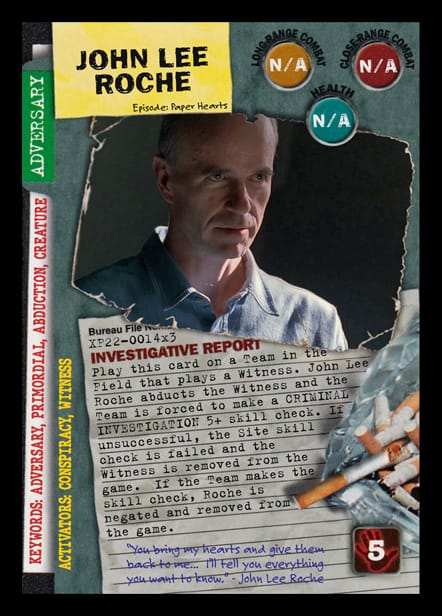 JOHN LEE
ROCHE
Episode: Paper Hearts
LONG-RANGE COMBAT
N/A
CLOSE-RANGE COMBAT
N/A
HEALTH
N/A
ADVERSARY
KEYWORDS: ADVERSARY, PRIMORDIAL, ABDUCTION, CREATURE
ACTIVATORS: CONSPIRACY, WITNESS
Bureau File
XF22-0014x3
INVESTIGATIVE REPORT
Play this card on a Team in the
Field that plays a Witness. John Lee
Roche abducts the Witness and the
Team is forced to make a CRIMINAL
INVESTIGATION 5+ skill check. If
unsuccessful, the Site skill
check is failed and the
Witness is removed from the
game. If the Team makes the
skill check, Roche is
negated and removed from
the game.
"You bring my hearts and give them
back to me... I'll tell you everything
you want to know." - John Lee Roche
5